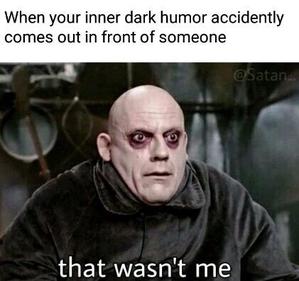 When your inner dark humor accidently
comes out in front of someone
@Satan...
that wasn't me